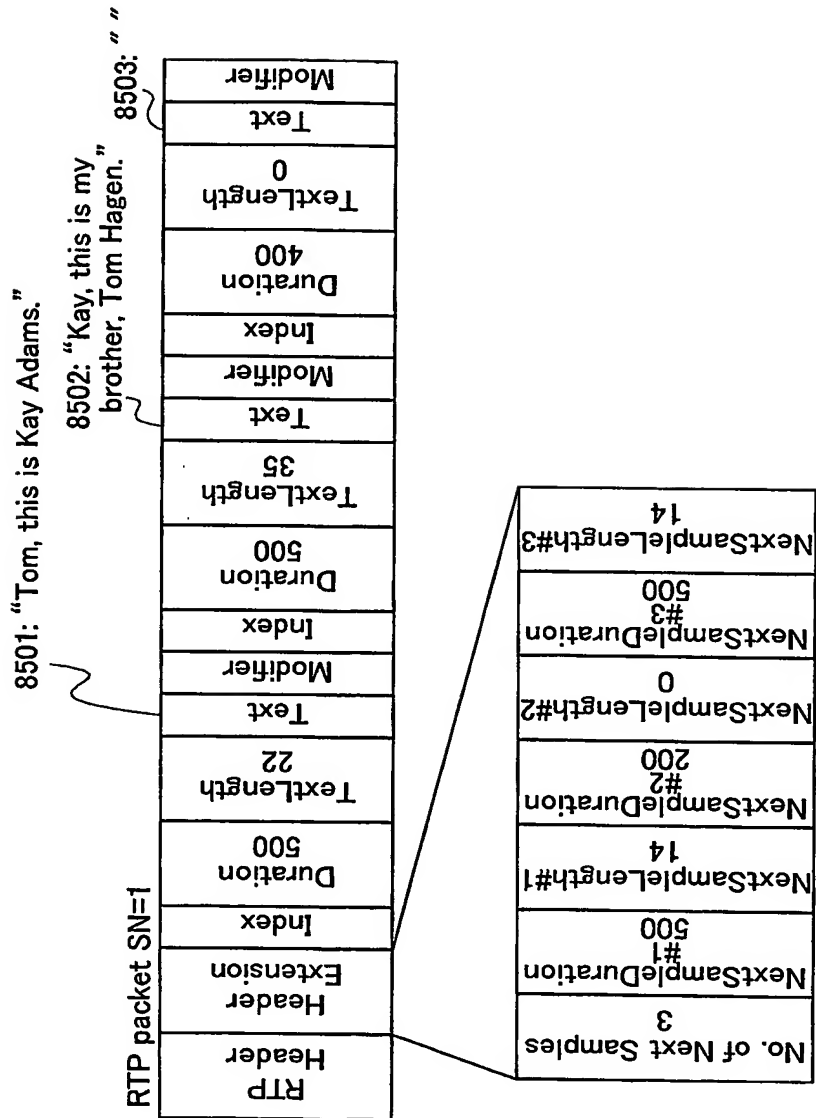 RTP packet SN=1
RTP
Header
Header
Extension
Index
Duration
500
TextLength
22
Text
Modifier
Index
Duration
500
TextLength
35
Text
Modifier
Index
Duration
400
TextLength
0
Text
Modifier
8501: “Tom, this is Kay Adams.”
8502: “Kay, this is my
brother, Tom Hagen.”
8503: “ ”
No. of Next Samples
3
NextSampleDuration
#1
500
NextSampleLength#1
14
NextSampleDuration
#2
200
NextSampleLength#2
0
NextSampleDuration
#3
500
NextSampleLength#3
14